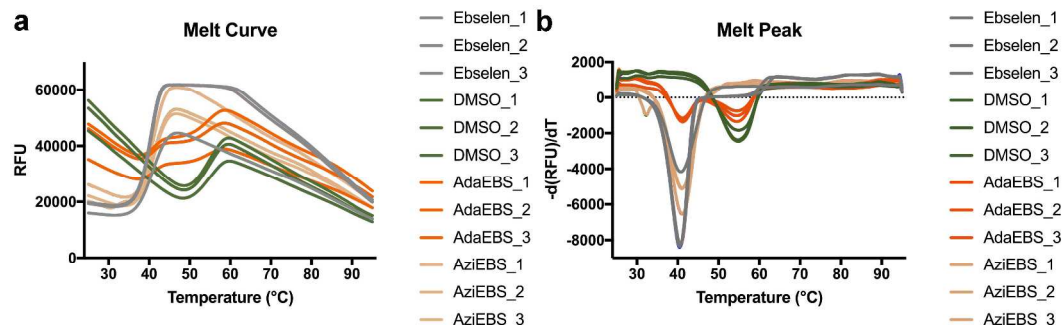 a
Melt Curve
RFU
60000
40000
20000
0
30 40 50 60 70 80 90
Temperature (°C)
Ebselen_1
Ebselen_2
Ebselen_3
DMSO_1
DMSO_2
DMSO_3
AdaEBS_1
AdaEBS_2
AdaEBS_3
AziEBS_1
AziEBS_2
AziEBS_3
b
Melt Peak
-d(RFU)/dT
2000
0
-2000
-4000
-6000
-8000
30 40 50 60 70 80 90
Temperature (°C)
Ebselen_1
Ebselen_2
Ebselen_3
DMSO_1
DMSO_2
DMSO_3
AdaEBS_1
AdaEBS_2
AdaEBS_3
AziEBS_1
AziEBS_2
AziEBS_3